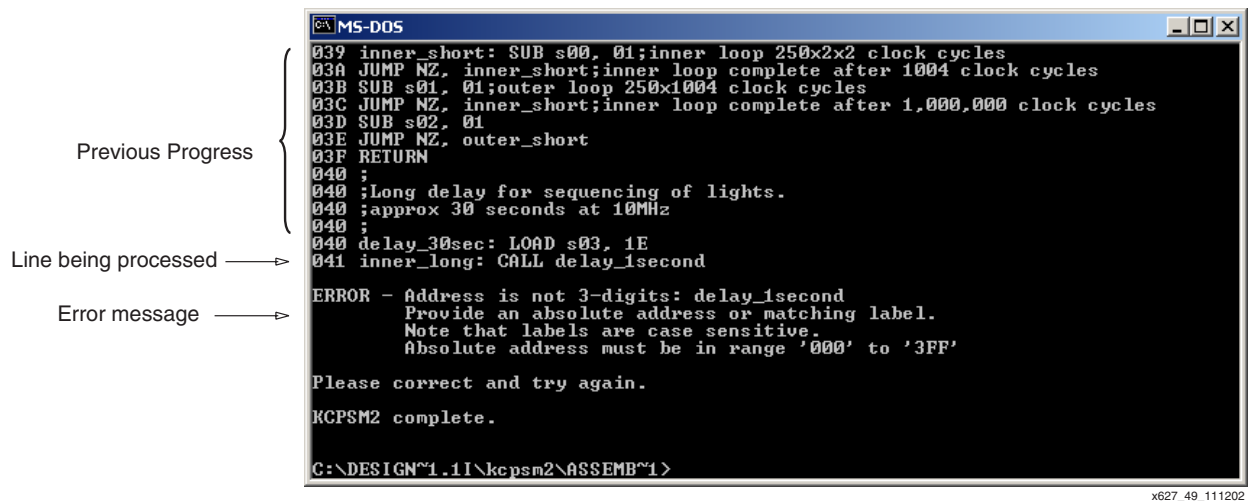 MS-DOS
039 inner_short: SUB s00, 01;inner loop 250x2x2 clock cycles
03A JUMP NZ, inner_short;inner loop complete after 1004 clock cycles
03B SUB s01, 01;outer loop 250x1004 clock cycles
03C JUMP NZ, inner_short;inner loop complete after 1,000,000 clock cycles
03D SUB s02, 01
03E JUMP NZ, outer_short
03F RETURN
040 ;
040 ;Long delay for sequencing of lights.
040 ;approx 30 seconds at 10MHz
040 ;
Previous Progress
040 delay_30sec: LOAD s03, 1E
Line being processed
041 inner_long: CALL delay_1second
Error message
ERROR - Address is not 3-digits: delay_1second
Provide an absolute address or matching label.
Note that labels are case sensitive.
Absolute address must be in range '000' to '3FF'
Please correct and try again.
KCPSM2 complete.
C:\DESIGN~1.1I\kcpsm2\ASSEMB~1>
x627_49_111202